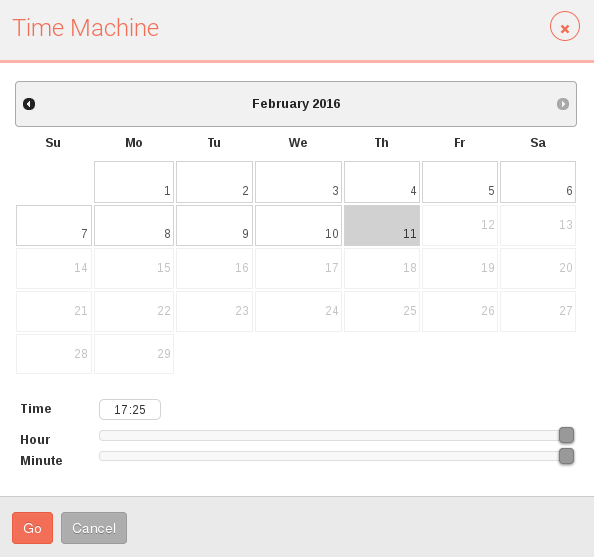 Time Machine
February 2016
Su Mo Tu We Th Fr Sa
1 2 3 4 5 6
7 8 9 10 11 12 13
14 15 16 17 18 19 20
21 22 23 24 25 26 27
28 29
Time 17:25
Hour
Minute
Go Cancel